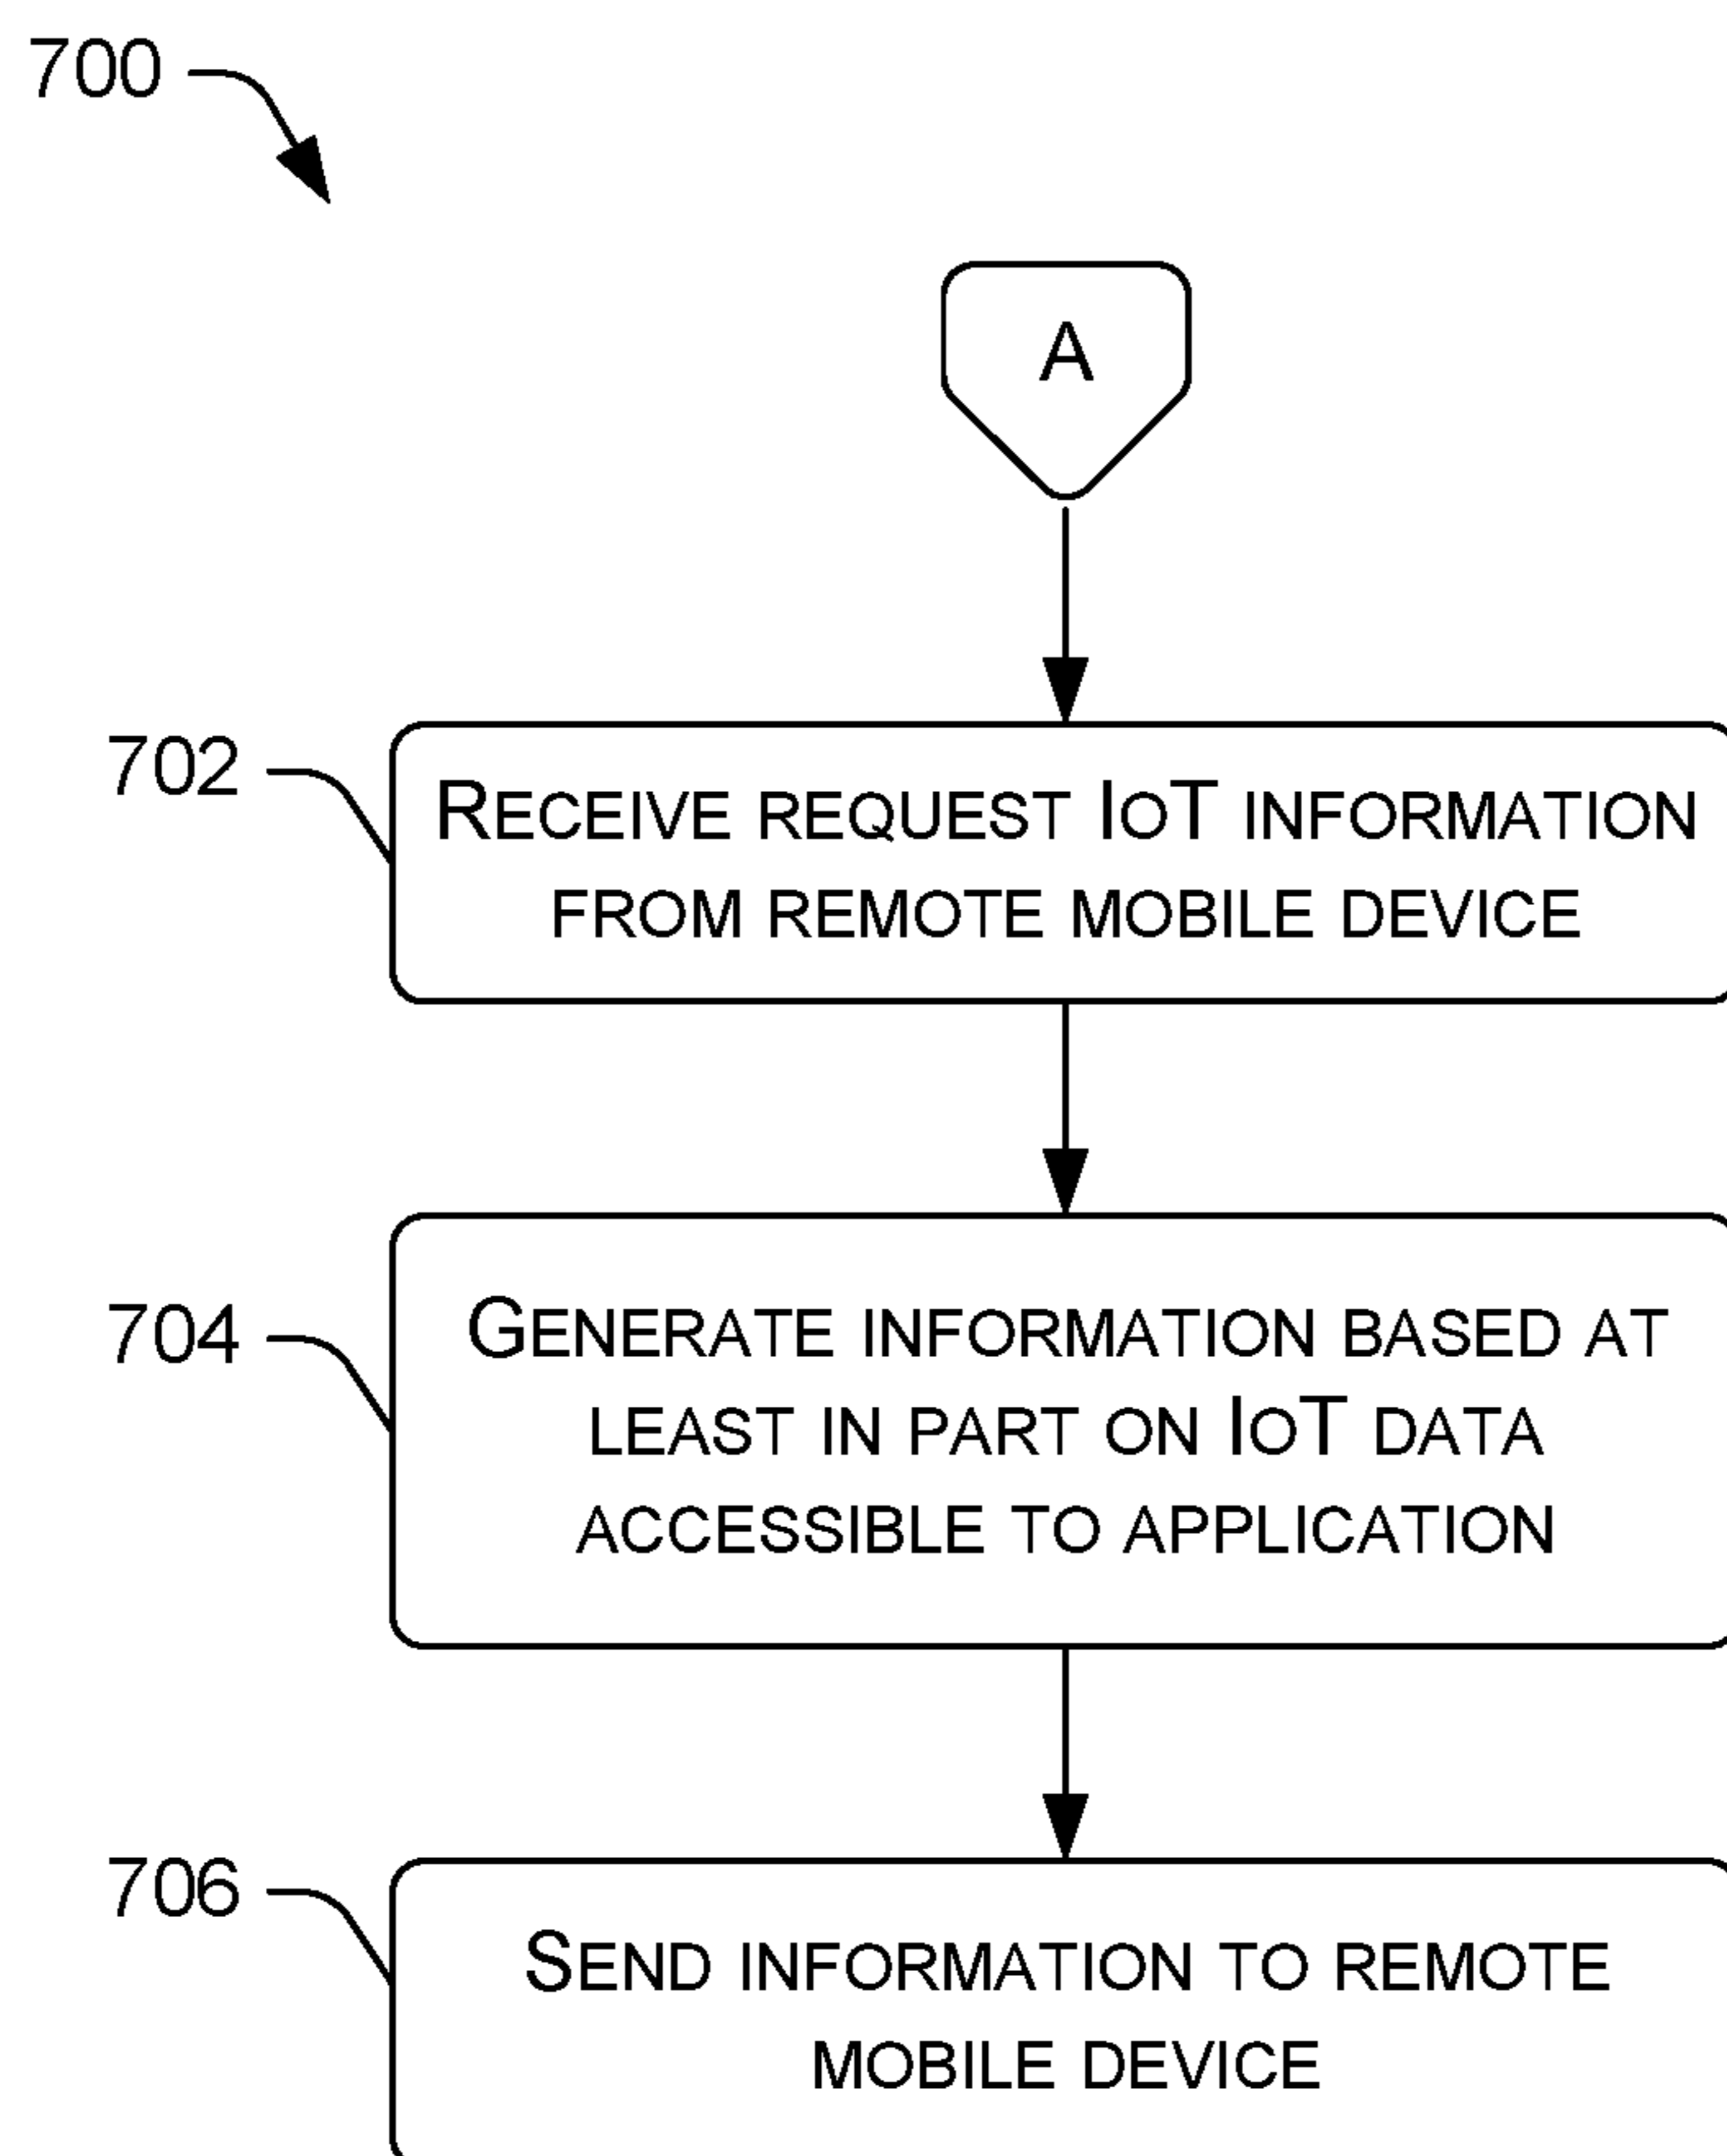 700
A
702
RECEIVE REQUEST IOT INFORMATION
FROM REMOTE MOBILE DEVICE
704
GENERATE INFORMATION BASED AT
LEAST IN PART ON IOT DATA
ACCESSIBLE TO APPLICATION
706
SEND INFORMATION TO REMOTE
MOBILE DEVICE